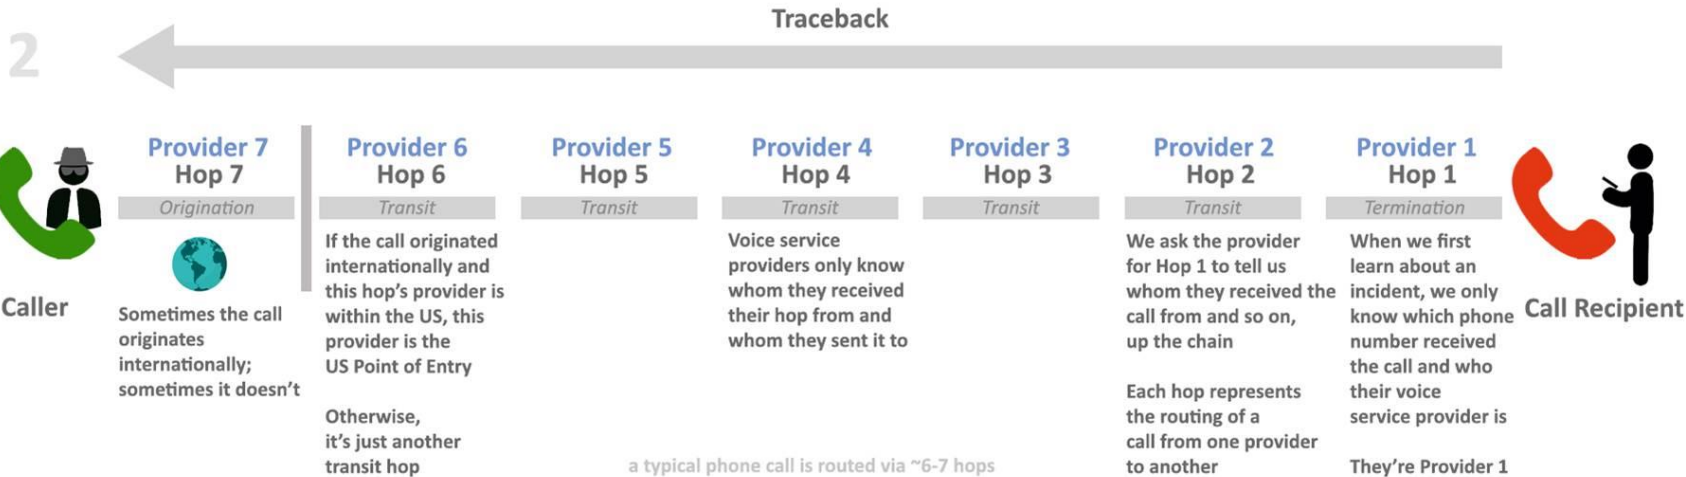 Traceback
2
Caller
Provider 7
Hop 7
Origination
Sometimes the call
originates
internationally;
sometimes it doesn't
Provider 6
Hop 6
Transit
If the call originated
internationally and
this hop's provider is
within the US, this
provider is the
US Point of Entry
Otherwise,
it's just another
transit hop
Provider 5
Hop 5
Transit
Provider 4
Hop 4
Transit
Voice service
providers only know
whom they received
their hop from and
whom they sent it to
Provider 3
Hop 3
Transit
Provider 2
Hop 2
Transit
We ask the provider
for Hop 1 to tell us
whom they received the
call from and so on,
up the chain
Each hop represents
the routing of a
call from one provider
to another
Provider 1
Hop 1
Termination
When we first
learn about an
incident, we only
know which phone
number received
the call and who
their voice
service provider is
They're Provider 1
Call Recipient
a typical phone call is routed via ~6-7 hops